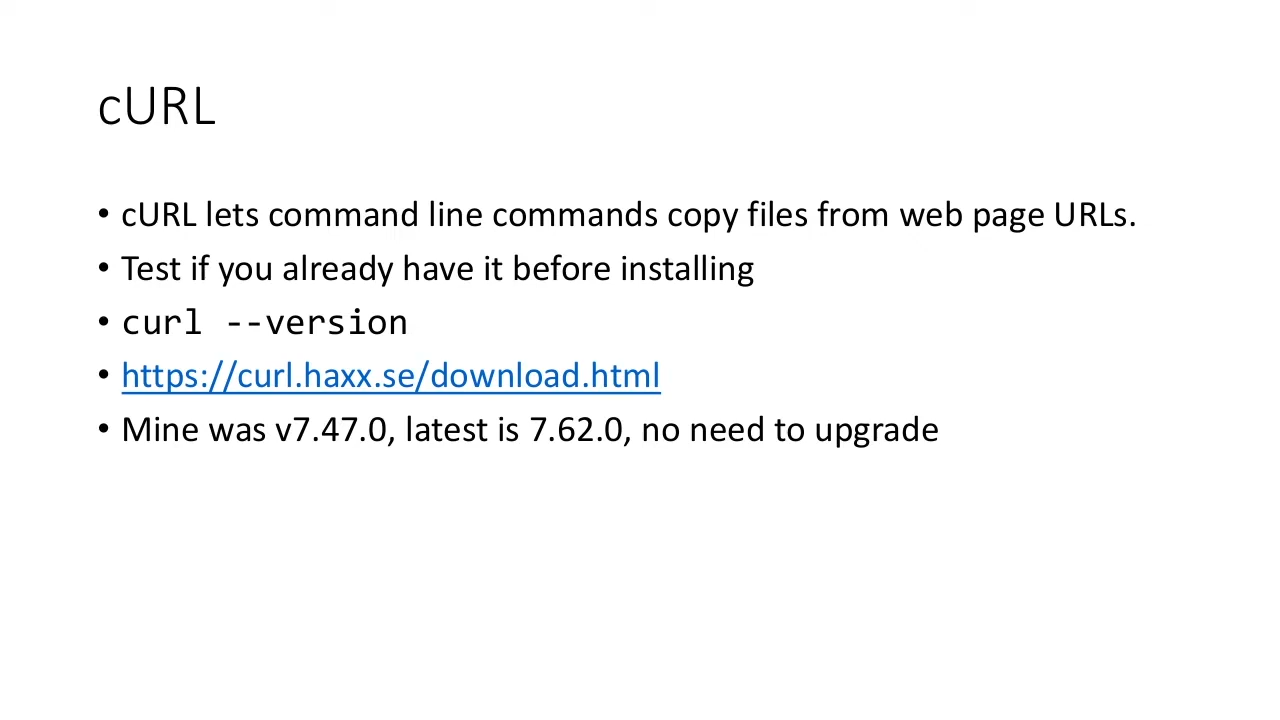 cURL
• cURL lets command line commands copy files from web page URLs.
• Test if you already have it before installing
• curl --version
• https://curl.haxx.se/download.html
• Mine was v7.47.0, latest is 7.62.0, no need to upgrade